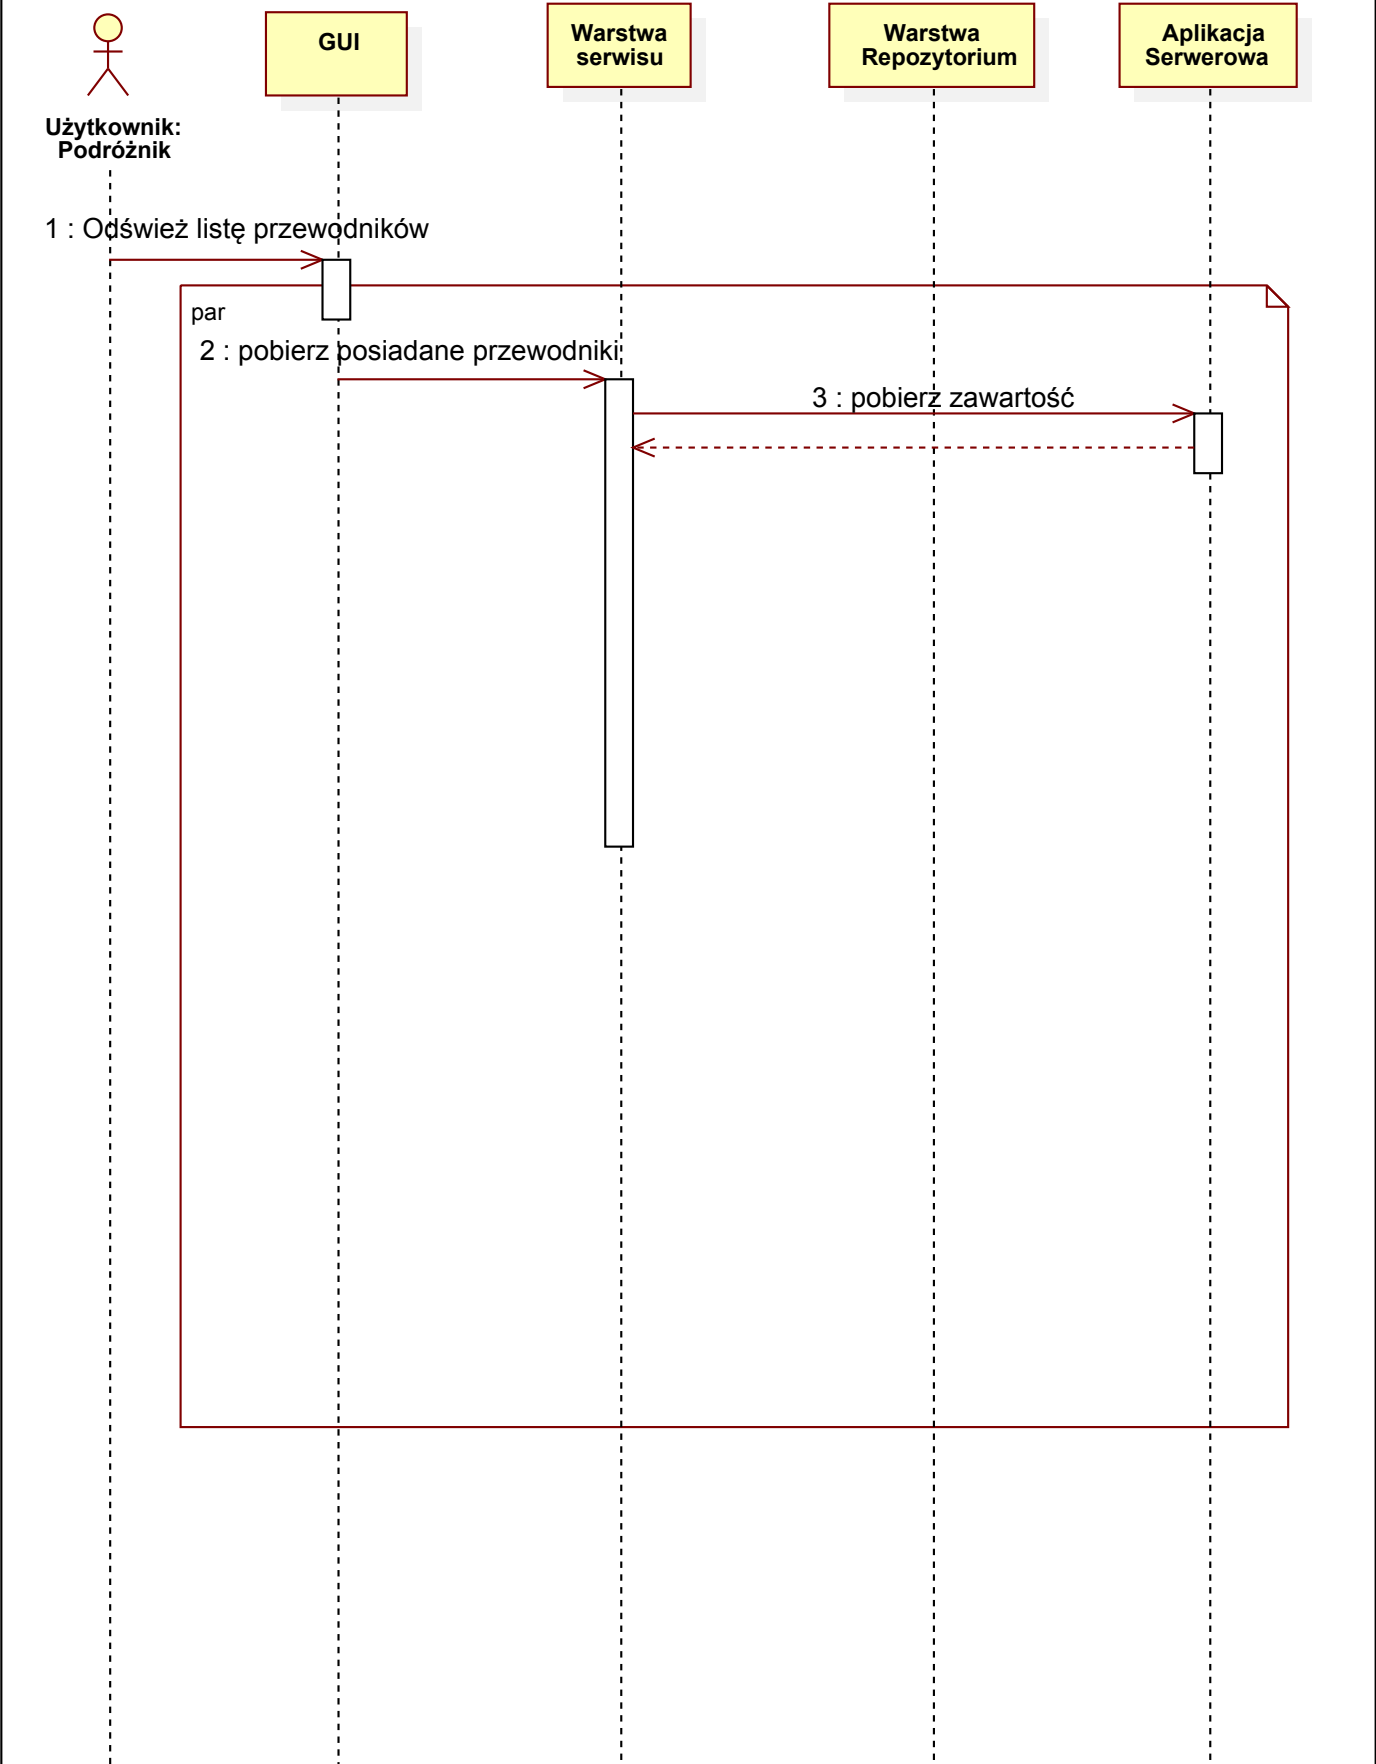 GUI
Warstwa
serwisu
Warstwa
Repozytorium
Aplikacja
Serwerowa
Użytkownik:
Podróżnik
1 : Odśwież listę przewodników
par
2 : pobierz posiadane przewodniki
3 : pobierz zawartość